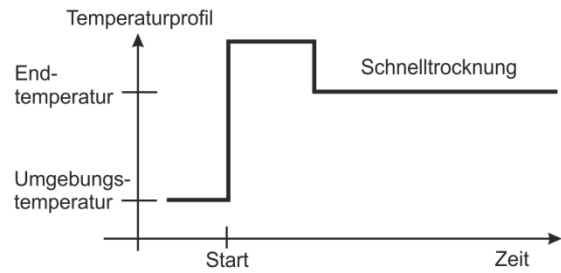 Temperaturprofil
End-
temperatur
Schnelltrocknung
Umgebungs-
temperatur
Start
Zeit